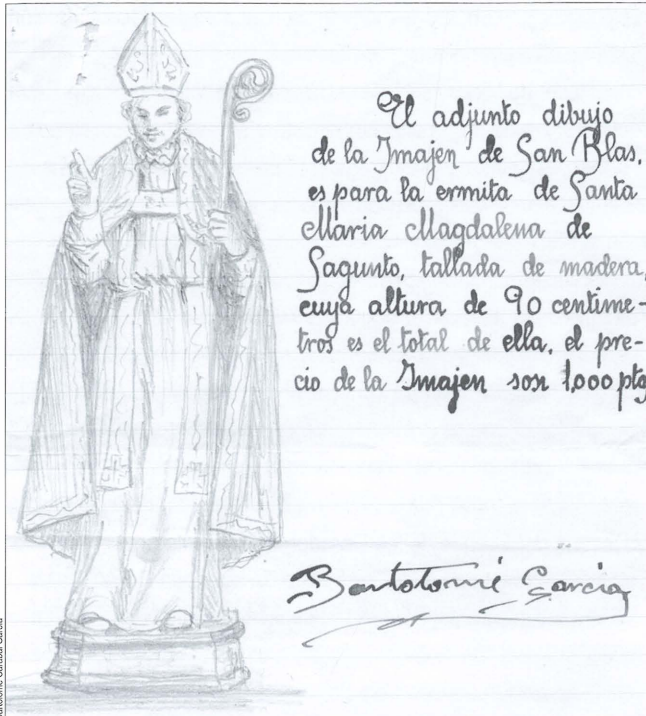 El adjunto dibujo
de la Imajen de San Blas,
es para la ermita de Santa
Maria Magdalena de
Sagunto, tallada de madera,
cuya altura de 90 centime-
tros es el total de ella, el pre-
cio de la Imajen son 1,000 ptg
Bartolomé Garcia